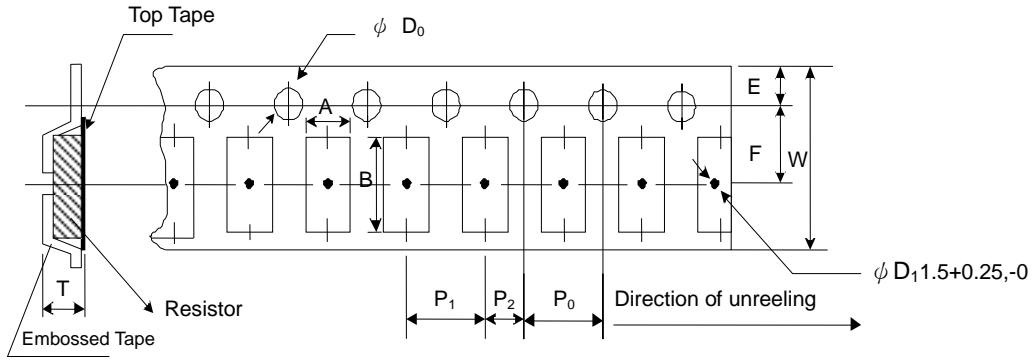 Top Tape
ϕ D₀
E
A
F
W
B
ϕ D₁1.5+0.25,-0
T
P₁
P₂
P₀
Direction of unreeling
Resistor
Embossed Tape